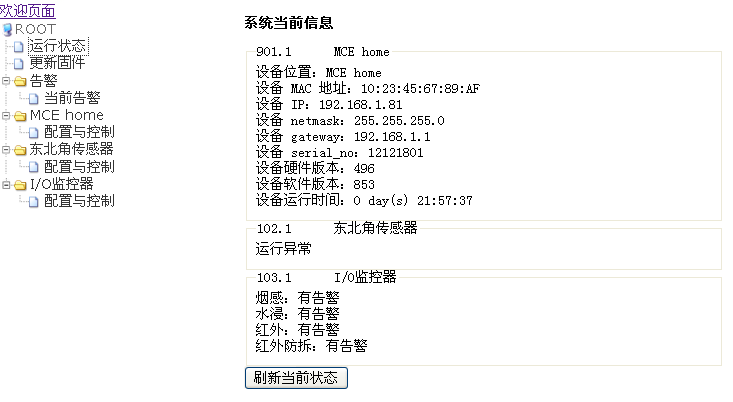 欢迎页面
ROOT
运行状态
更新固件
告警
当前告警
MCE home
配置与控制
东北角传感器
配置与控制
I/O监控器
配置与控制
系统当前信息
901.1 MCE home
设备位置: MCE home
设备 MAC 地址: 10:23:45:67:89:AF
设备 IP: 192.168.1.81
设备 netmask: 255.255.255.0
设备 gateway: 192.168.1.1
设备 serial_no: 12121801
设备硬件版本: 496
设备软件版本: 853
设备运行时间: 0 day(s) 21:57:37
102.1 东北角传感器
运行异常
103.1 I/O监控器
烟感: 有告警
水浸: 有告警
红外: 有告警
红外防拆: 有告警
刷新当前状态